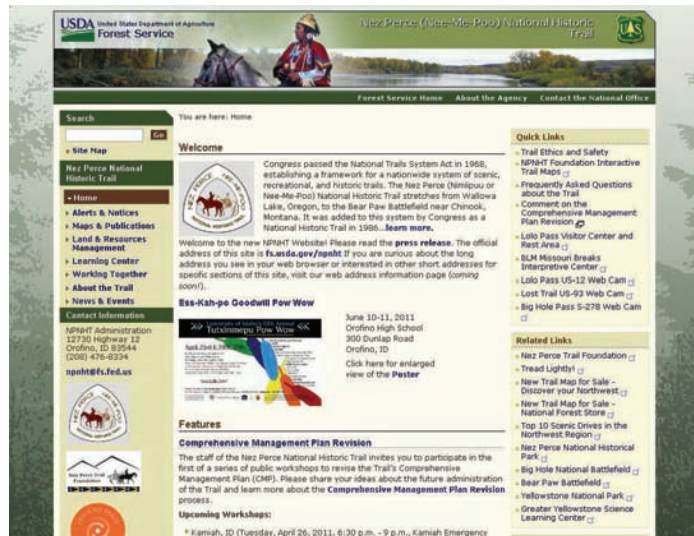 USDA United States Department of Agriculture
Forest Service
Nez Perce (Nee-Me-Poo) National Historic
Trail
Forest Service Home About the Agency Contact the National Office
Search
Go
Site Map
Nez Perce National
Historic Trail
Home
Alerts & Notices
Maps & Publications
Land & Resources
Management
Learning Center
Working Together
About the Trail
News & Events
Contact Information
NPNHT Administration
12730 Highway 12
Orofino, ID 83544
(208) 476-8334
npnht@fs.fed.us
Nez Perce Trail
Foundation
You are here: Home
Welcome
Congress passed the National Trails System Act in 1968,
establishing a framework for a nationwide system of scenic,
recreational, and historic trails. The Nez Perce (Nimiipuu or
Nee-Me-Poo) National Historic Trail stretches from Wallowa
Lake, Oregon, to the Bear Paw Battlefield near Chinook,
Montana. It was added to this system by Congress as a
National Historic Trail in 1986...learn more.
Welcome to the new NPNHT Website! Please read the press release. The official
address of this site is fs.usda.gov/npnht If you are curious about the long
address you see in your web browser or interested in other short addresses for
specific sections of this site, visit our web address information page (coming
soon!).
Ess-Kah-po Goodwill Pow Wow
Tutxinmepu Pow Wow
June 10-11, 2011
Orofino High School
300 Dunlap Road
Orofino, ID
Click here for enlarged
view of the Poster
Features
Comprehensive Management Plan Revision
The staff of the Nez Perce National Historic Trail invites you to participate in the
first of a series of public workshops to revise the Trail's Comprehensive
Management Plan (CMP). Please share your ideas about the future administration
of the Trail and learn more about the Comprehensive Management Plan Revision
process.
Upcoming Workshops:
* Kamiah, ID (Tuesday, April 26, 2011, 6:30 p.m. - 9 p.m., Kamiah Emergency
Quick Links
Trail Ethics and Safety
NPNHT Foundation Interactive
Trail Maps
Frequently Asked Questions
about the Trail
Comment on the
Comprehensive Management
Plan Revision
Lolo Pass Visitor Center and
Rest Area
BLM Missouri Breaks
Interpretive Center
Lolo Pass US-12 Web Cam
Lost Trail US-93 Web Cam
Big Hole Pass S-278 Web Cam
Related Links
Nez Perce Trail Foundation
Tread Lightly!
New Trail Map for Sale -
Discover your Northwest
New Trail Map for Sale -
National Forest Store
Top 10 Scenic Drives in the
Northwest Region
Nez Perce National Historical
Park
Big Hole National Battlefield
Bear Paw Battlefield
Yellowstone National Park
Greater Yellowstone Science
Learning Center